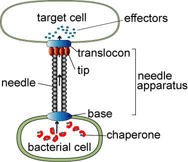 target cell
effectors
translocon
tip
needle
needle
apparatus
base
chaperone
bacterial cell